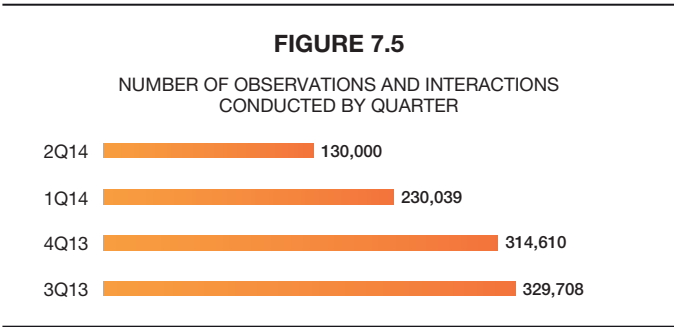 FIGURE 7.5
NUMBER OF OBSERVATIONS AND INTERACTIONS
CONDUCTED BY QUARTER
2Q14 130,000
1Q14 230,039
4Q13 314,610
3Q13 329,708